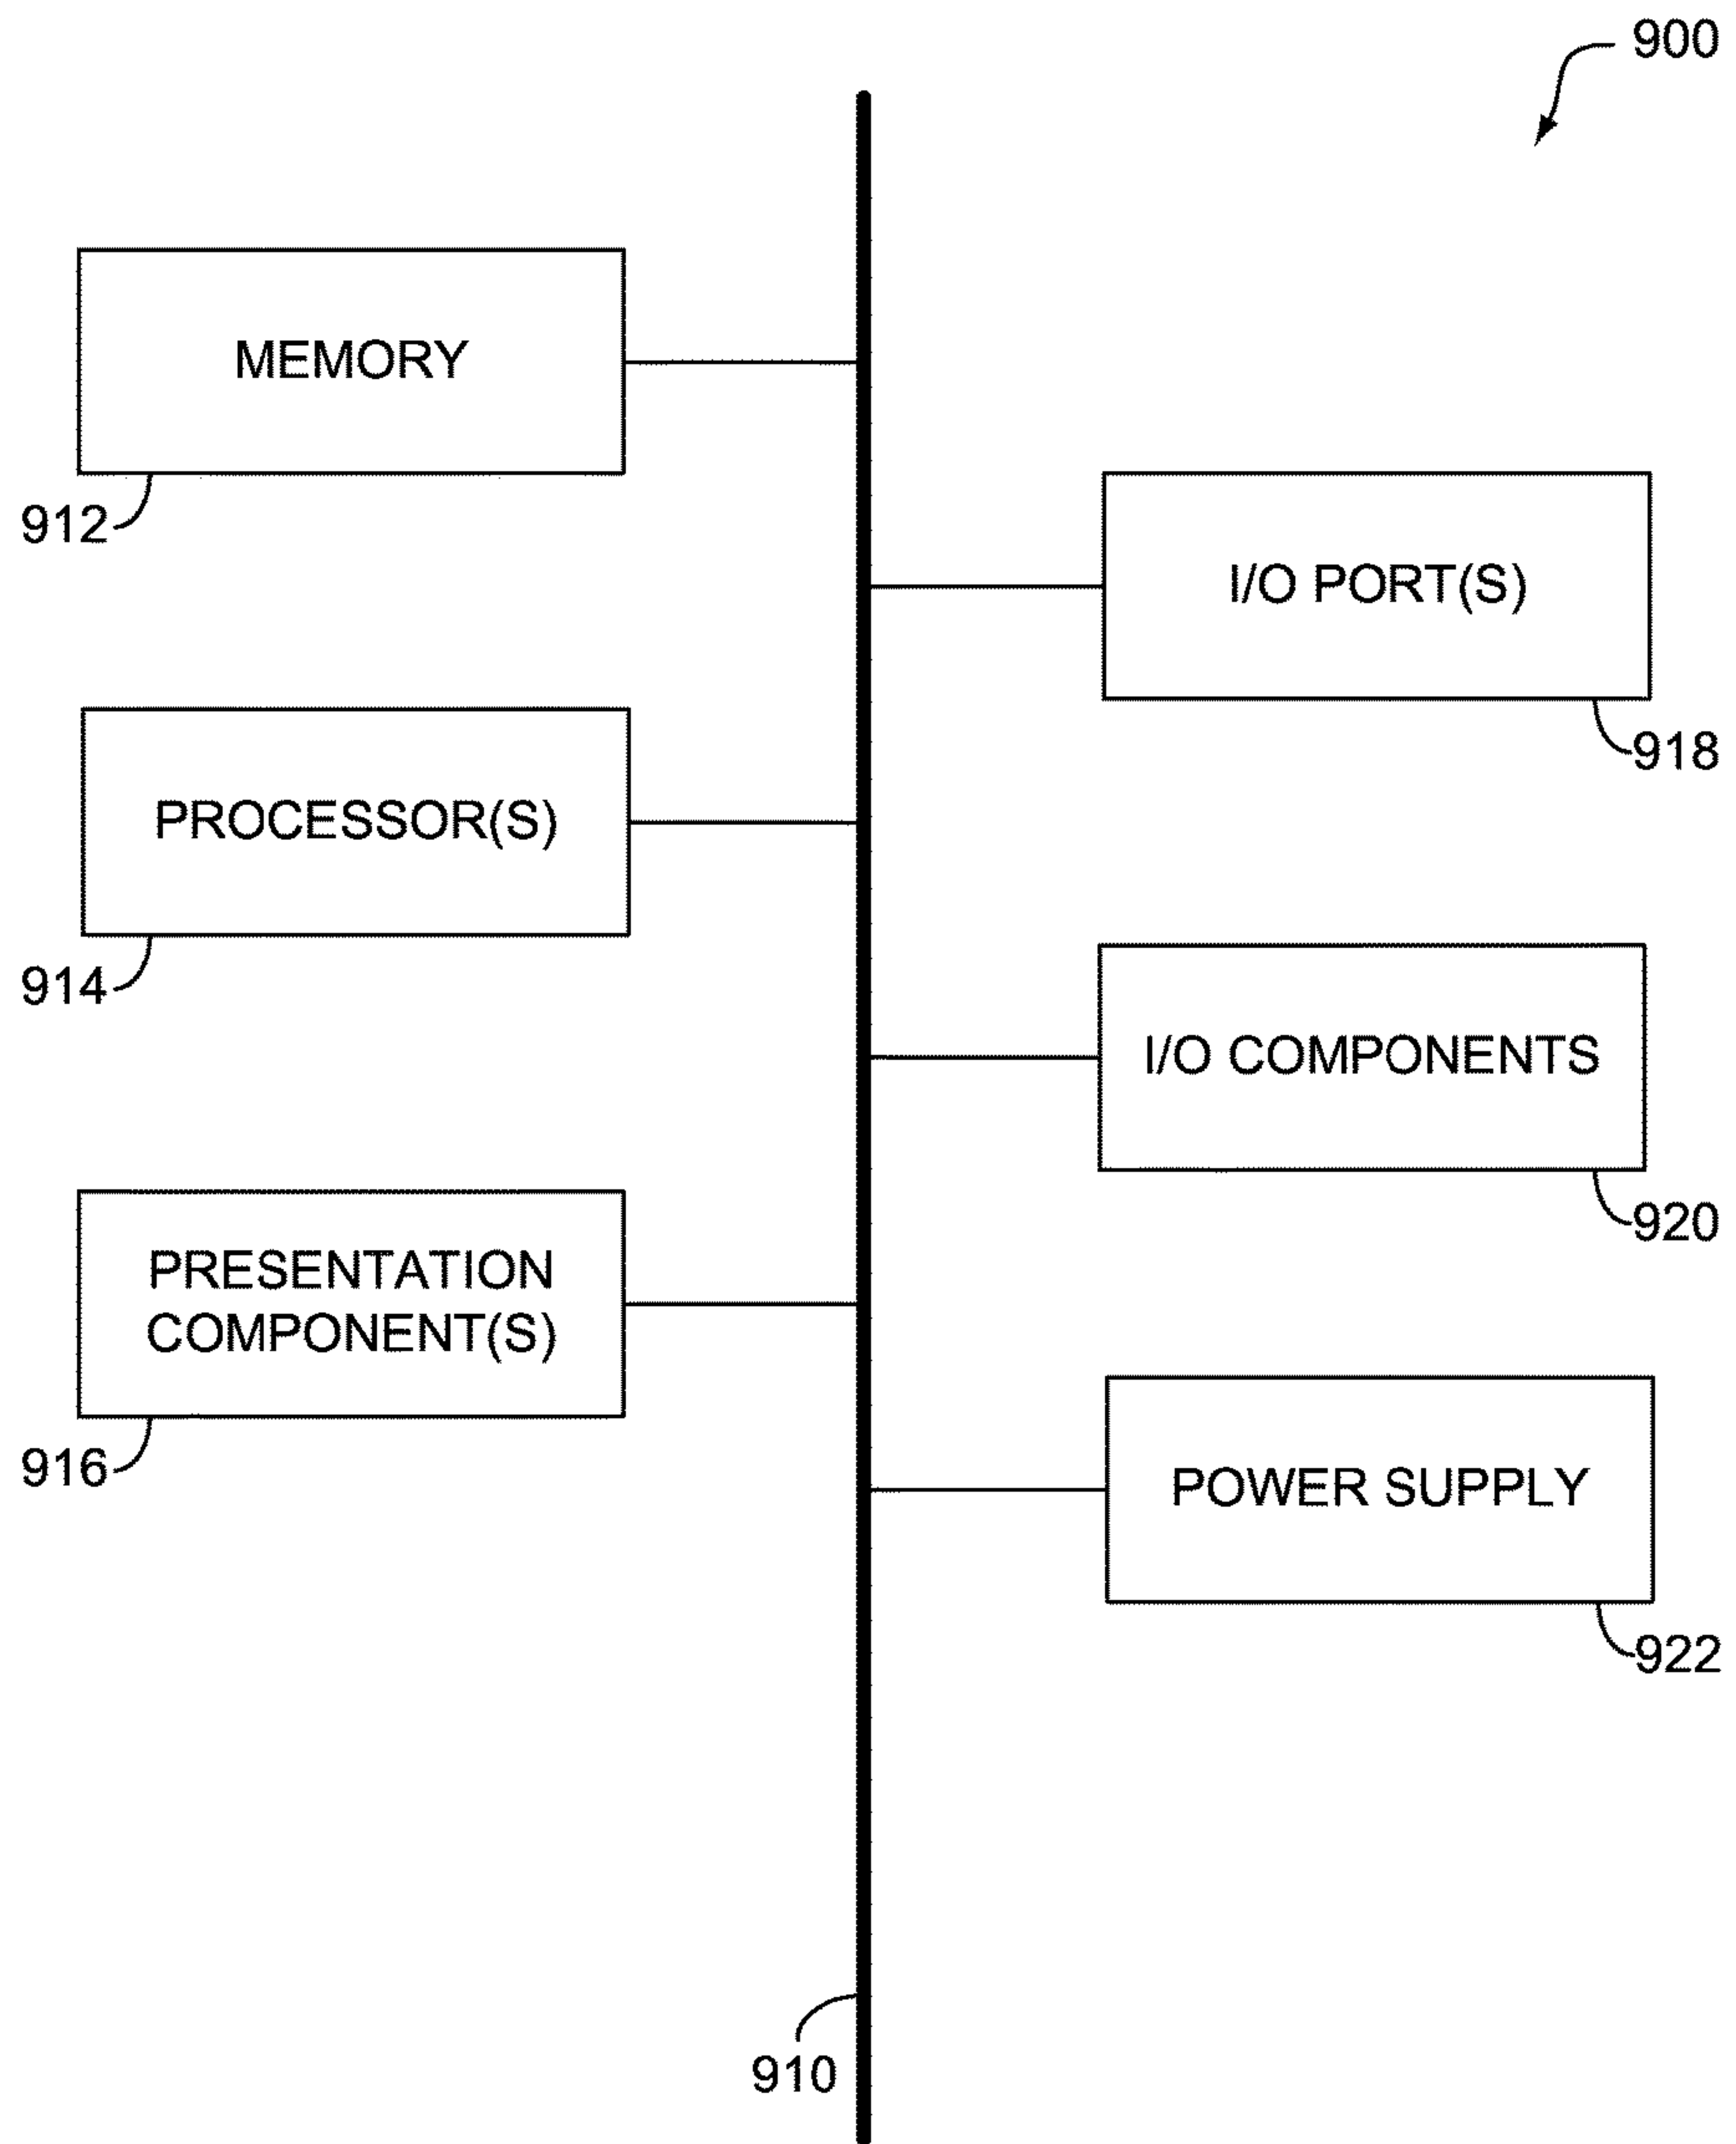 900
MEMORY
912
I/O PORT(S)
918
PROCESSOR(S)
914
I/O COMPONENTS
920
PRESENTATION
COMPONENT(S)
916
POWER SUPPLY
922
910